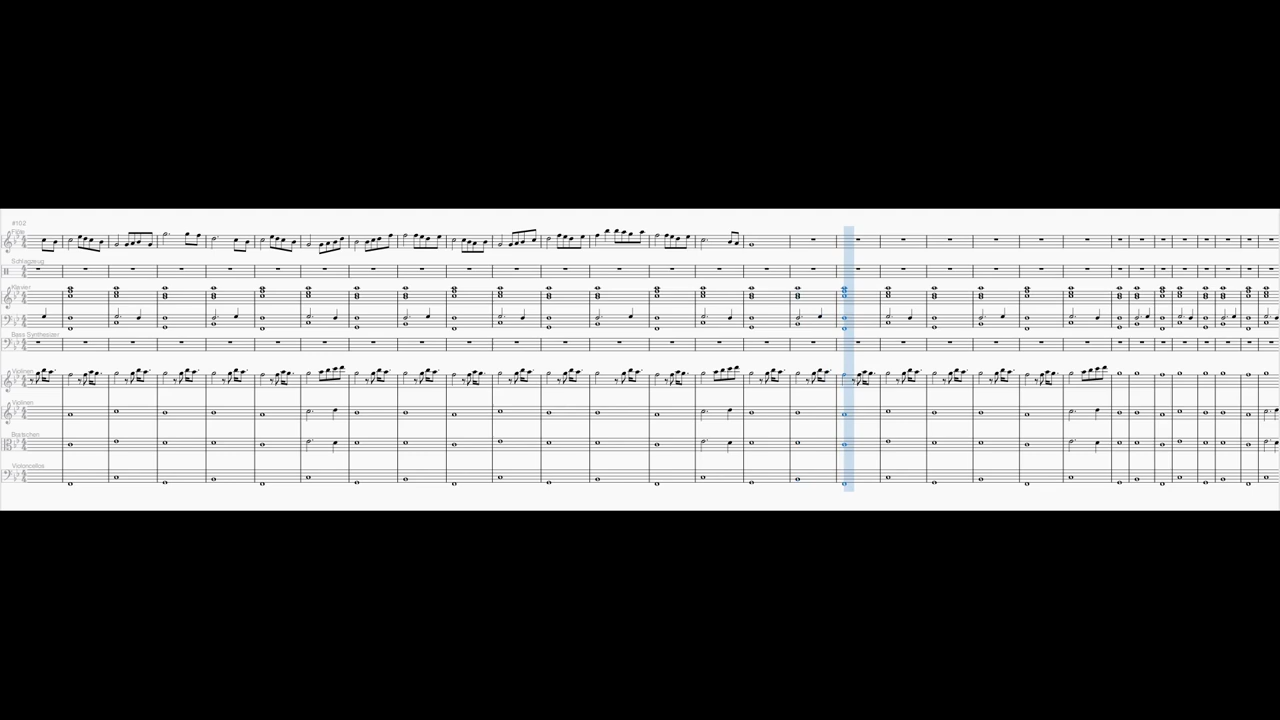 #102
Flöte
Schlagzeug
Klavier
Bass Synthesizer
Violinen
Violinen
Bratschen
Violoncellos